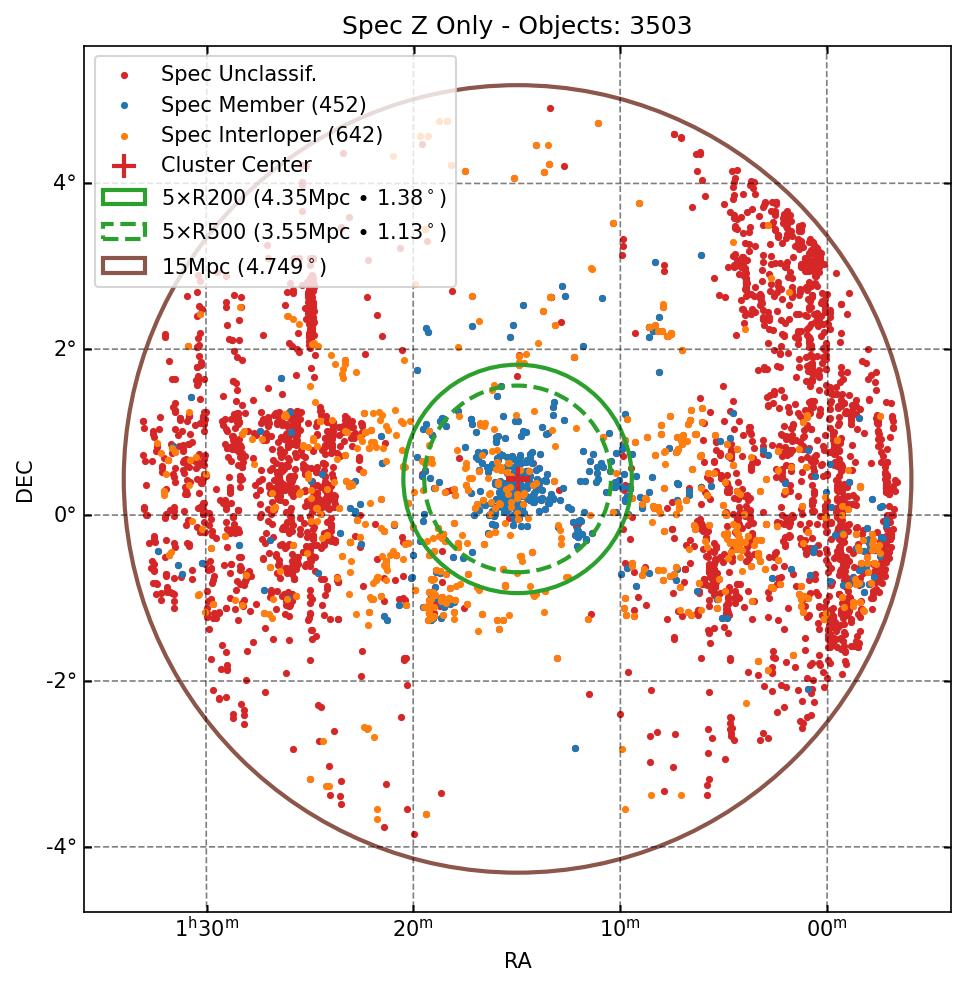 Spec Z Only - Objects: 3503
Spec Unclassif.
Spec Member (452)
Spec Interloper (642)
Cluster Center
5×R200 (4.35Mpc • 1.38°)
5×R500 (3.55Mpc • 1.13°)
15Mpc (4.749°)
DEC
4°
2°
0°
-2°
-4°
1ʰ30ᵐ 20ᵐ 10ᵐ 00ᵐ
RA